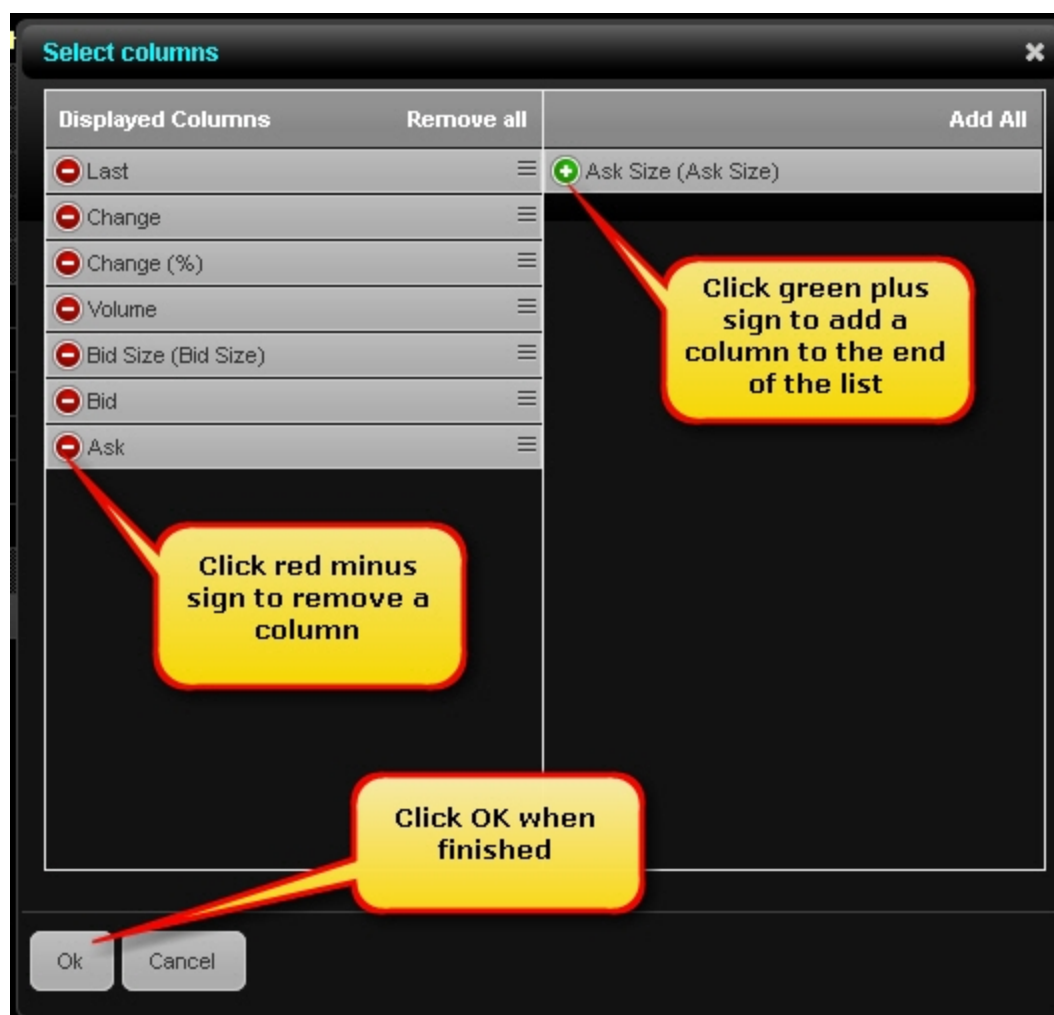 Select columns
Displayed Columns Remove all Add All
Last
Ask Size (Ask Size)
Change
Change (%)
Volume
Bid Size (Bid Size)
Bid
Ask
Click green plus
sign to add a
column to the end
of the list
Click red minus
sign to remove a
column
Click OK when
finished
Ok Cancel